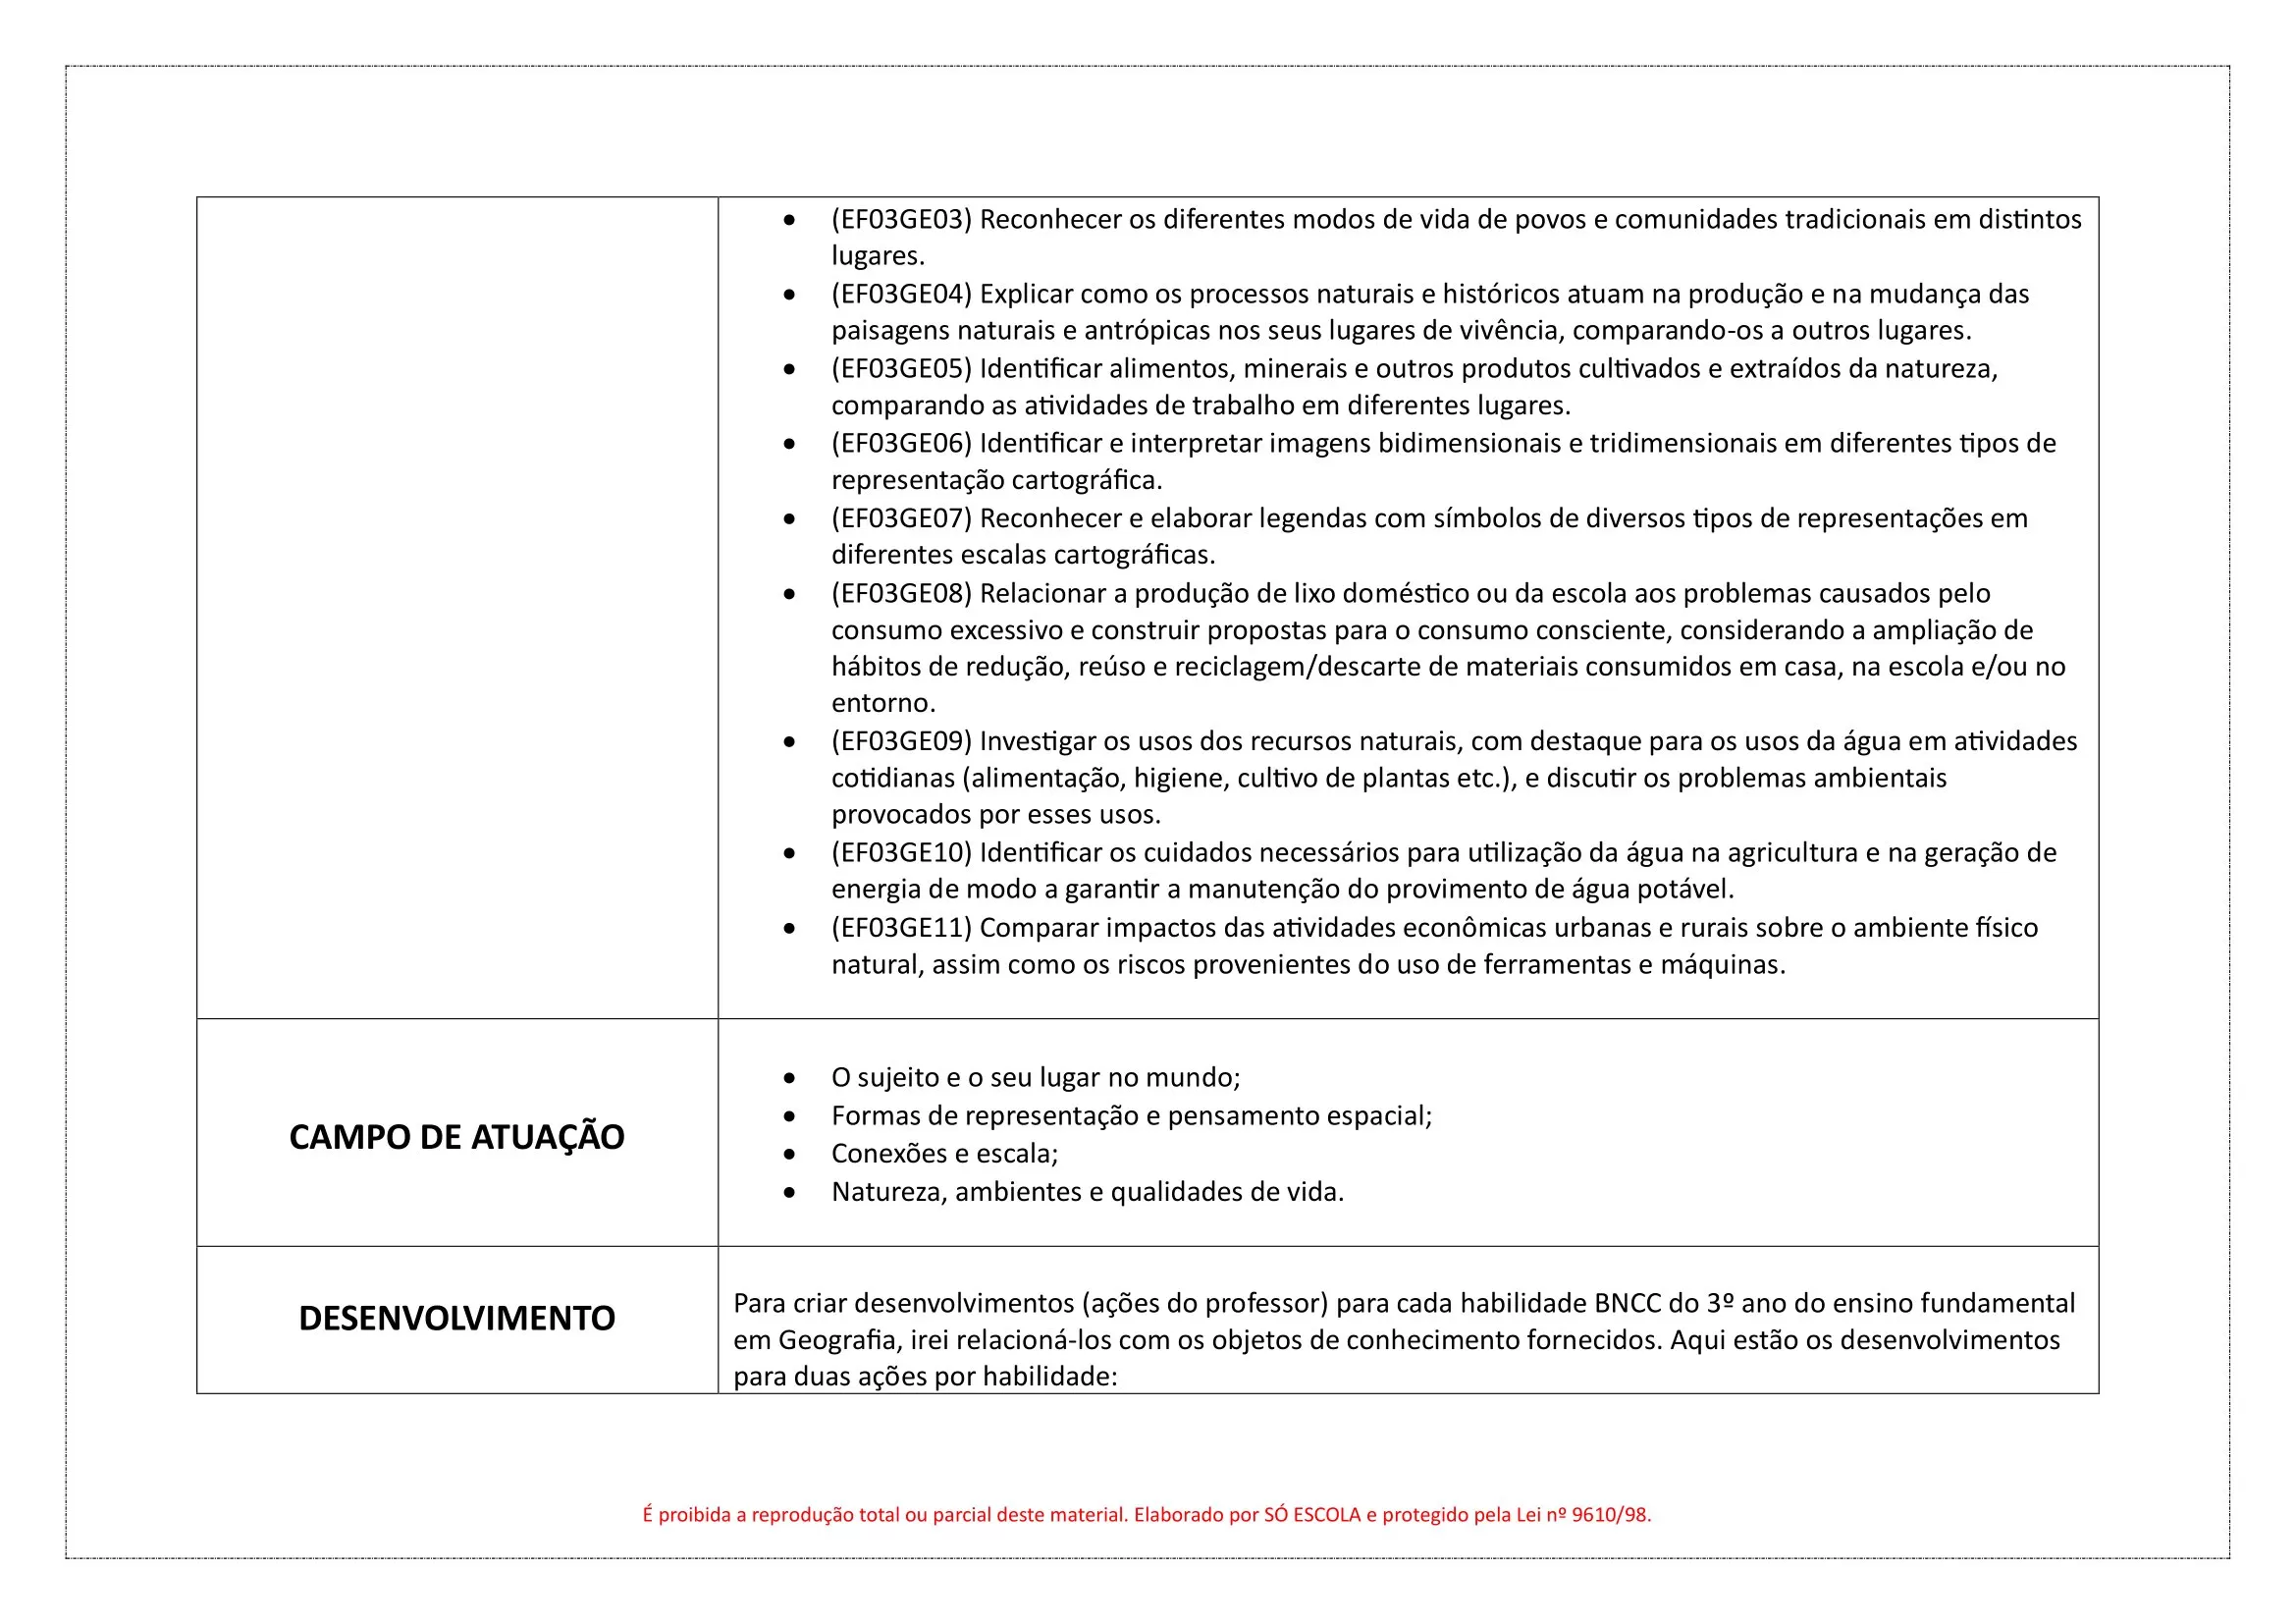 • (EF03GE03) Reconhecer os diferentes modos de vida de povos e comunidades tradicionais em distintos
lugares.
• (EF03GE04) Explicar como os processos naturais e históricos atuam na produção e na mudança das
paisagens naturais e antrópicas nos seus lugares de vivência, comparando-os a outros lugares.
• (EF03GE05) Identificar alimentos, minerais e outros produtos cultivados e extraídos da natureza,
comparando as atividades de trabalho em diferentes lugares.
• (EF03GE06) Identificar e interpretar imagens bidimensionais e tridimensionais em diferentes tipos de
representação cartográfica.
• (EF03GE07) Reconhecer e elaborar legendas com símbolos de diversos tipos de representações em
diferentes escalas cartográficas.
• (EF03GE08) Relacionar a produção de lixo doméstico ou da escola aos problemas causados pelo
consumo excessivo e construir propostas para o consumo consciente, considerando a ampliação de
hábitos de redução, reúso e reciclagem/descarte de materiais consumidos em casa, na escola e/ou no
entorno.
• (EF03GE09) Investigar os usos dos recursos naturais, com destaque para os usos da água em atividades
cotidianas (alimentação, higiene, cultivo de plantas etc.), e discutir os problemas ambientais
provocados por esses usos.
• (EF03GE10) Identificar os cuidados necessários para utilização da água na agricultura e na geração de
energia de modo a garantir a manutenção do provimento de água potável.
• (EF03GE11) Comparar impactos das atividades econômicas urbanas e rurais sobre o ambiente físico
natural, assim como os riscos provenientes do uso de ferramentas e máquinas.
CAMPO DE ATUAÇÃO
• O sujeito e o seu lugar no mundo;
• Formas de representação e pensamento espacial;
• Conexões e escala;
• Natureza, ambientes e qualidades de vida.
DESENVOLVIMENTO
Para criar desenvolvimentos (ações do professor) para cada habilidade BNCC do 3º ano do ensino fundamental
em Geografia, irei relacioná-los com os objetos de conhecimento fornecidos. Aqui estão os desenvolvimentos
para duas ações por habilidade:
É proibida a reprodução total ou parcial deste material. Elaborado por SÓ ESCOLA e protegido pela Lei nº 9610/98.